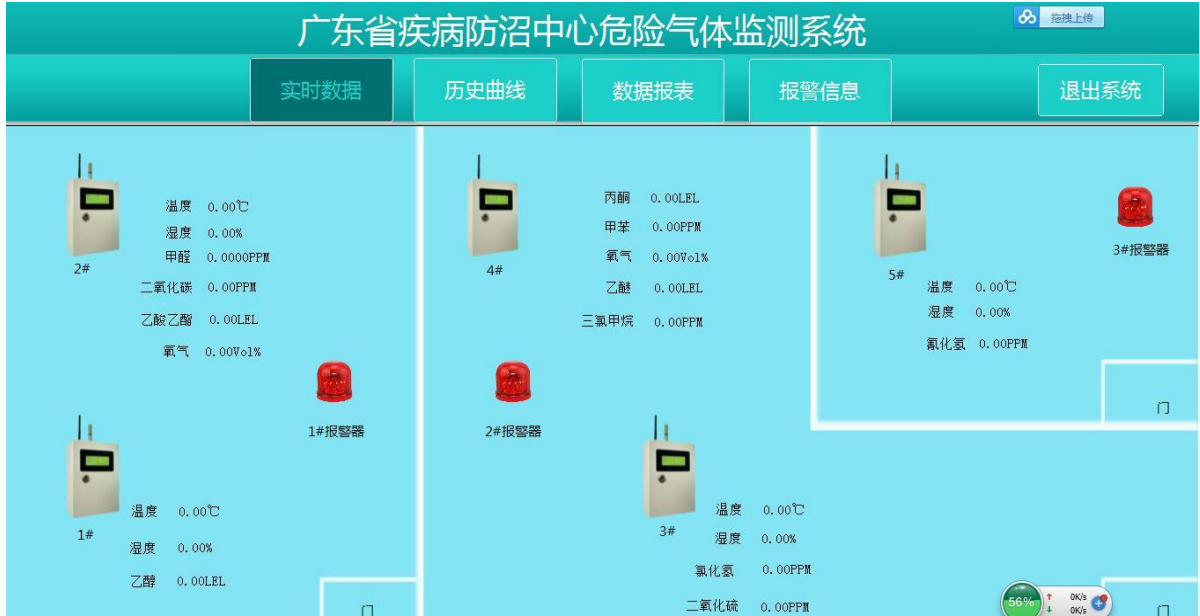 广东省疾病防沼中心危险气体监测系统
拖拽上传
实时数据
历史曲线
数据报表
报警信息
退出系统
温度 0.00℃
湿度 0.00%
甲醛 0.0000PPM
二氧化碳 0.00PPM
乙酸乙酯 0.00LEL
氧气 0.00Vol%
2#
1#报警器
1#
温度 0.00℃
湿度 0.00%
乙醇 0.00LEL
门
丙酮 0.00LEL
甲苯 0.00PPM
氧气 0.00Vol%
乙醚 0.00LEL
三氯甲烷 0.00PPM
4#
2#报警器
3#
温度 0.00℃
湿度 0.00%
氯化氢 0.00PPM
二氧化硫 0.00PPM
5#
温度 0.00℃
湿度 0.00%
氰化氢 0.00PPM
3#报警器
门
56%
0K/s
0K/s
门